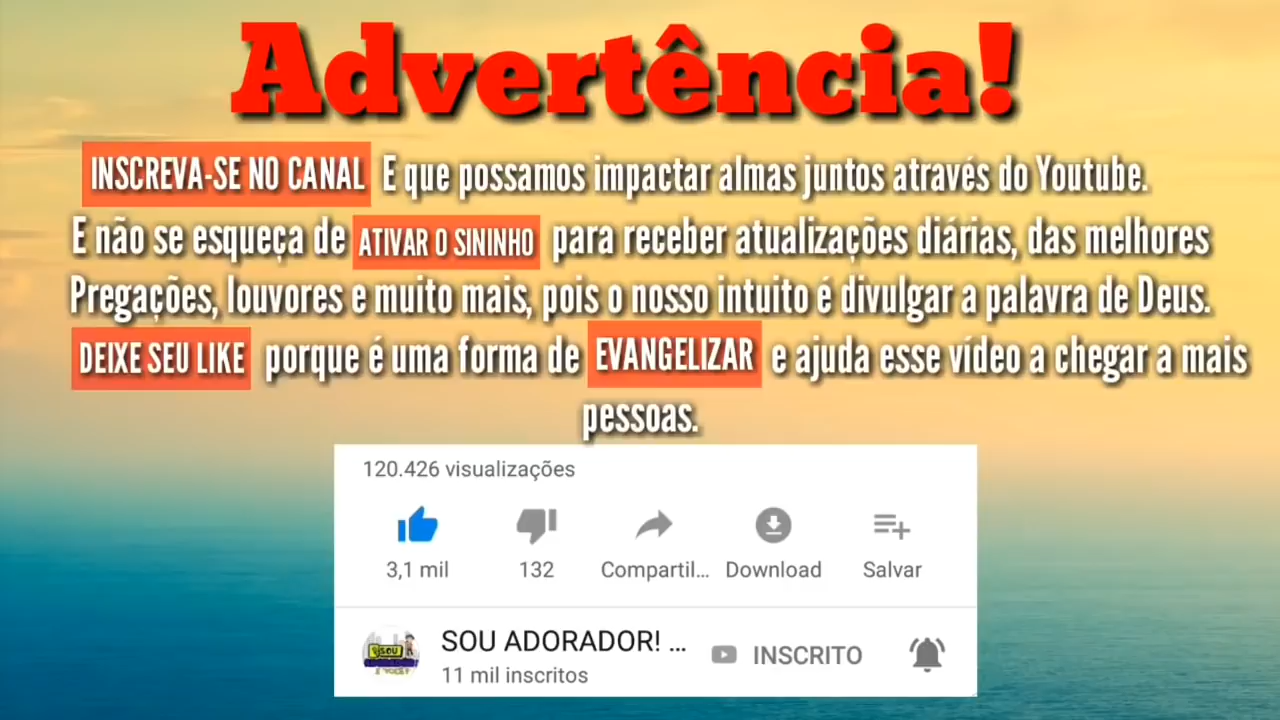 Advertência!
INSCREVA-SE NO CANAL E que possamos impactar almas juntos através do Youtube.
E não se esqueça de ATIVAR O SININHO para receber atualizações diárias, das melhores
Pregações, louvores e muito mais, pois o nosso intuito é divulgar a palavra de Deus.
DEIXE SEU LIKE porque é uma forma de EVANGELIZAR e ajuda esse vídeo a chegar a mais
pessoas.
120.426 visualizações
3,1 mil 132 Compartil... Download Salvar
SOU ADORADOR! ... INSCRITO
11 mil inscritos